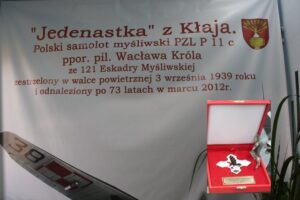 "Jedenastka" z Kłaja.
Polski samolot myśliwski PZL P 11 c
ppor. pil. Wacława Króla
ze 121 Eskadry Myśliwskiej
zestrzelony w walce powietrznej 3 września 1939 roku
i odnaleziony po 73 latach w marcu 2012r.
39